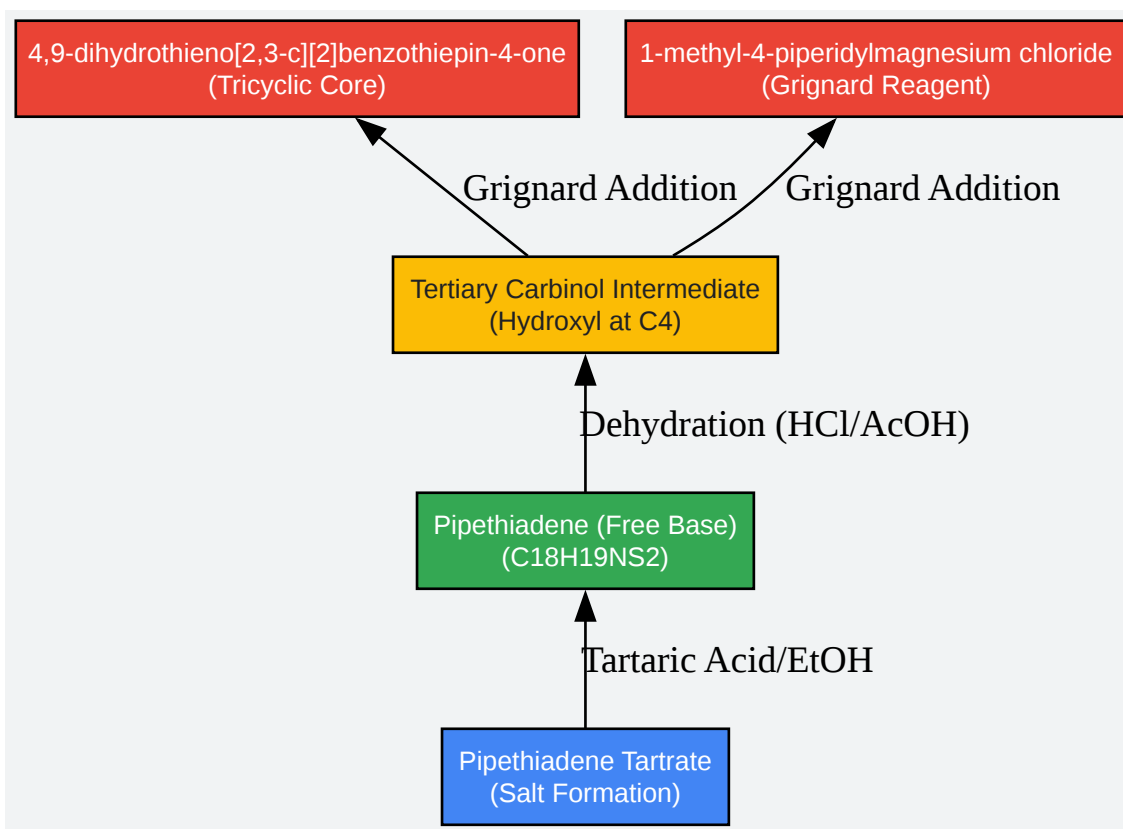 4,9-dihydrothieno[2,3-c][2]benzothiepin-4-one
(Tricyclic Core)
1-methyl-4-piperidylmagnesium chloride
(Grignard Reagent)
Grignard Addition
Grignard Addition
Tertiary Carbinol Intermediate
(Hydroxyl at C4)
Dehydration (HCl/AcOH)
Pipethiadene (Free Base)
(C18H19NS2)
Tartaric Acid/EtOH
Pipethiadene Tartrate
(Salt Formation)